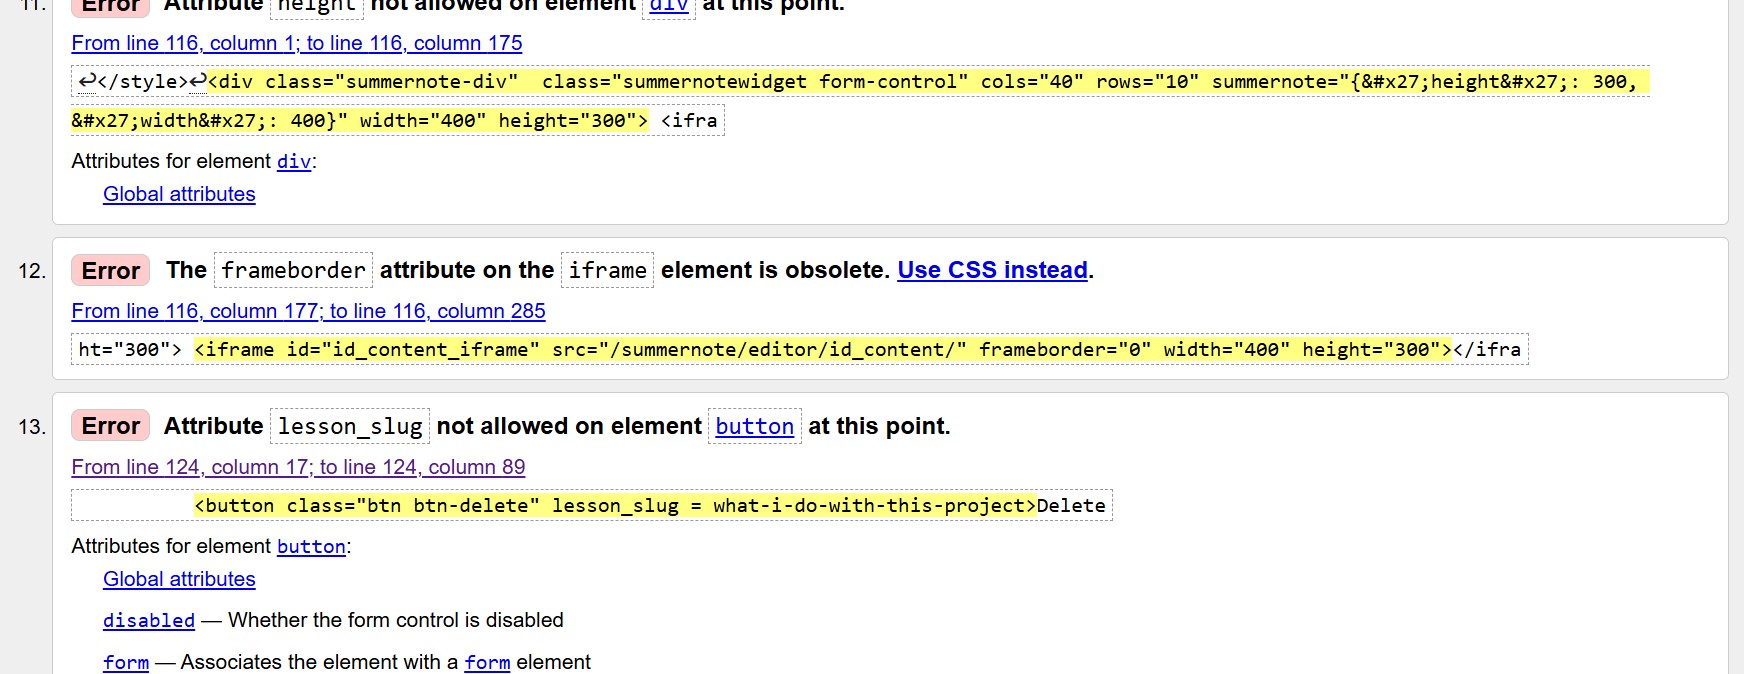 11. Error Attribute height not allowed on element div at this point.
From line 116, column 1; to line 116, column 175
↩</style>↩<div class="summernote-div"  class="summernotewidget form-control" cols="40" rows="10" summernote="{&#x27;height&#x27;: 300,
&#x27;width&#x27;: 400}" width="400" height="300"> <ifra
Attributes for element div:
Global attributes
12. Error The frameborder attribute on the iframe element is obsolete. Use CSS instead.
From line 116, column 177; to line 116, column 285
ht="300"> <iframe id="id_content_iframe" src="/summernote/editor/id_content/" frameborder="0" width="400" height="300"></ifra
13. Error Attribute lesson_slug not allowed on element button at this point.
From line 124, column 17; to line 124, column 89
<button class="btn btn-delete" lesson_slug = what-i-do-with-this-project>Delete
Attributes for element button:
Global attributes
disabled — Whether the form control is disabled
form — Associates the element with a form element